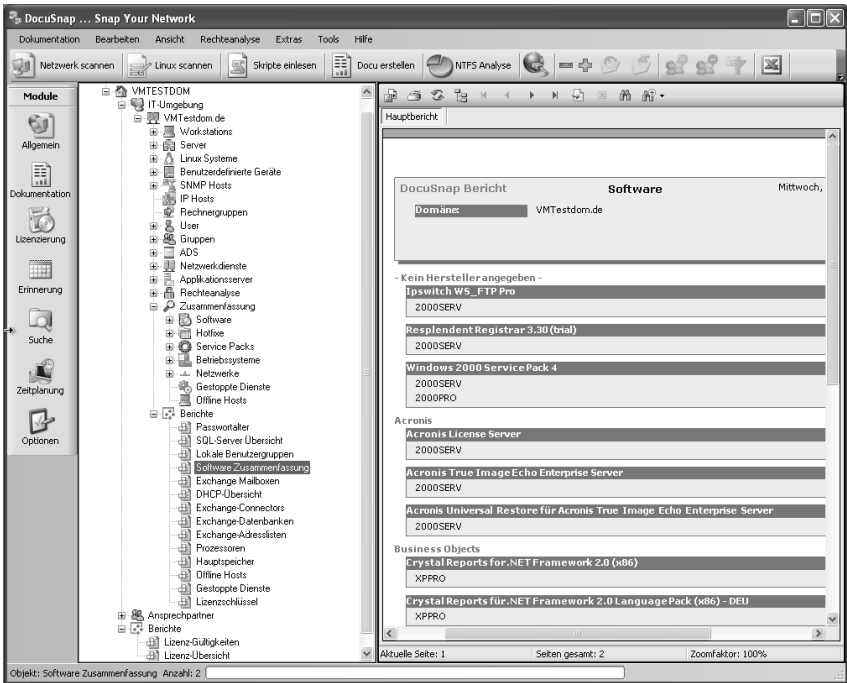 DocuSnap ... Snap Your Network
Dokumentation Bearbeiten Ansicht Rechteanalyse Extras Tools Hilfe
Netzwerk scannen Linux scannen Skripte einlesen Docu erstellen NTFS Analyse
Module
Allgemein
Dokumentation
Lizenzierung
Erinnerung
Suche
Zeitplanung
Optionen
VMTESTDOM
IT-Umgebung
VMTestdom.de
Workstations
Server
Linux Systeme
Benutzerdefinierte Geräte
SNMP Hosts
IP Hosts
Rechnergruppen
User
Gruppen
ADS
Netzwerkdienste
Applikationsserver
Rechteanalyse
Zusammenfassung
Software
Hotfixe
Service Packs
Betriebssysteme
Netzwerke
Gestoppte Dienste
Offline Hosts
Berichte
Passwortalter
SQL-Server Übersicht
Lokale Benutzergruppen
Software Zusammenfassung
Exchange Mailboxen
DHCP-Übersicht
Exchange-Connectors
Exchange-Datenbanken
Exchange-Adresslisten
Prozessoren
Hauptspeicher
Offline Hosts
Gestoppte Dienste
Lizenzschlüssel
Ansprechpartner
Berichte
Lizenz-Gültigkeiten
Lizenz-Übersicht
Hauptbericht
DocuSnap Bericht Software Mittwoch,
Domäne: VMTestdom.de
- Kein Hersteller angegeben -
Ipswitch WS_FTP Pro
2000SERV
Resplendent Registrar 3.30 (trial)
2000SERV
Windows 2000 Service Pack 4
2000SERV
2000PRO
Acronis
Acronis License Server
2000SERV
Acronis True Image Echo Enterprise Server
2000SERV
Acronis Universal Restore für Acronis True Image Echo Enterprise Server
2000SERV
Business Objects
Crystal Reports for .NET Framework 2.0 (x86)
XPPRO
Crystal Reports für .NET Framework 2.0 Language Pack (x86) - DEU
XPPRO
Aktuelle Seite: 1 Seiten gesamt: 2 Zoomfaktor: 100%
Objekt: Software Zusammenfassung Anzahl: 2